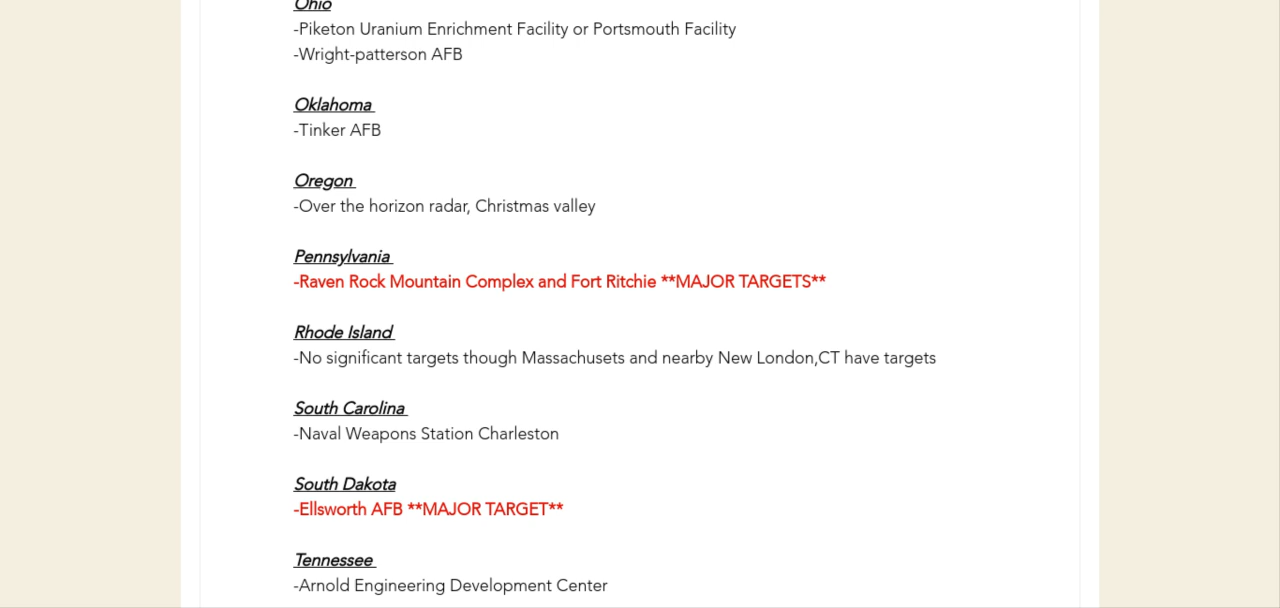 Ohio
-Piketon Uranium Enrichment Facility or Portsmouth Facility
-Wright-patterson AFB
Oklahoma
-Tinker AFB
Oregon
-Over the horizon radar, Christmas valley
Pennsylvania
-Raven Rock Mountain Complex and Fort Ritchie **MAJOR TARGETS**
Rhode Island
-No significant targets though Massachusets and nearby New London,CT have targets
South Carolina
-Naval Weapons Station Charleston
South Dakota
-Ellsworth AFB **MAJOR TARGET**
Tennessee
-Arnold Engineering Development Center